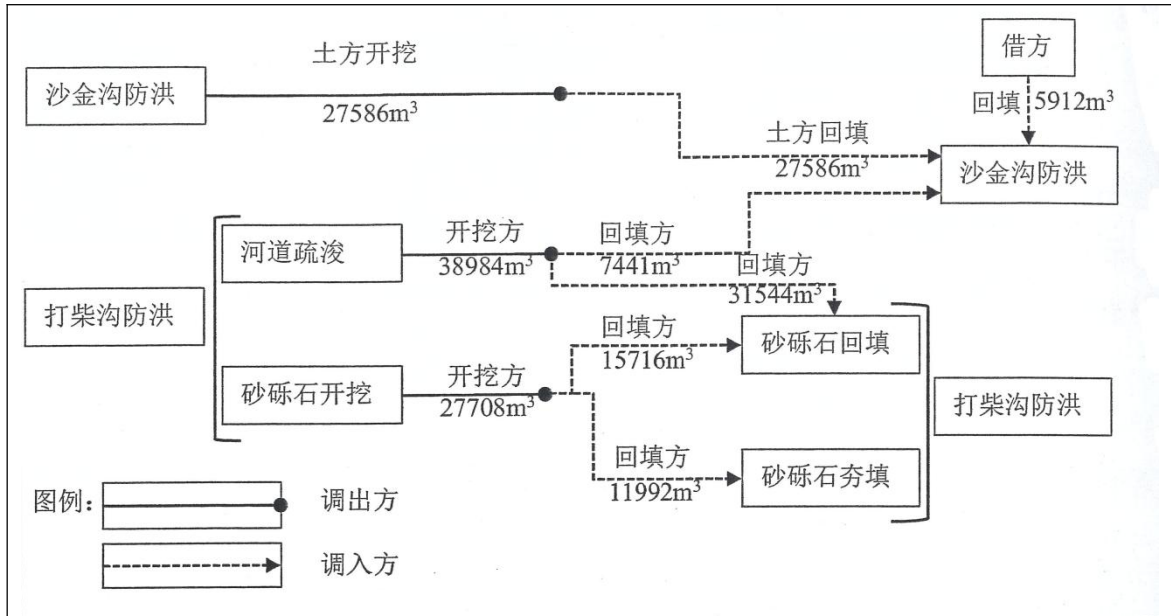 土方开挖
借方
沙金沟防洪
27586m³
回填 5912m³
土方回填
27586m³
沙金沟防洪
河道疏浚
开挖方
38984m³
回填方
7441m³
回填方
31544m³
打柴沟防洪
回填方
15716m³
砂砾石回填
砂砾石开挖
开挖方
27708m³
打柴沟防洪
回填方
11992m³
砂砾石夯填
图例：
调出方
调入方